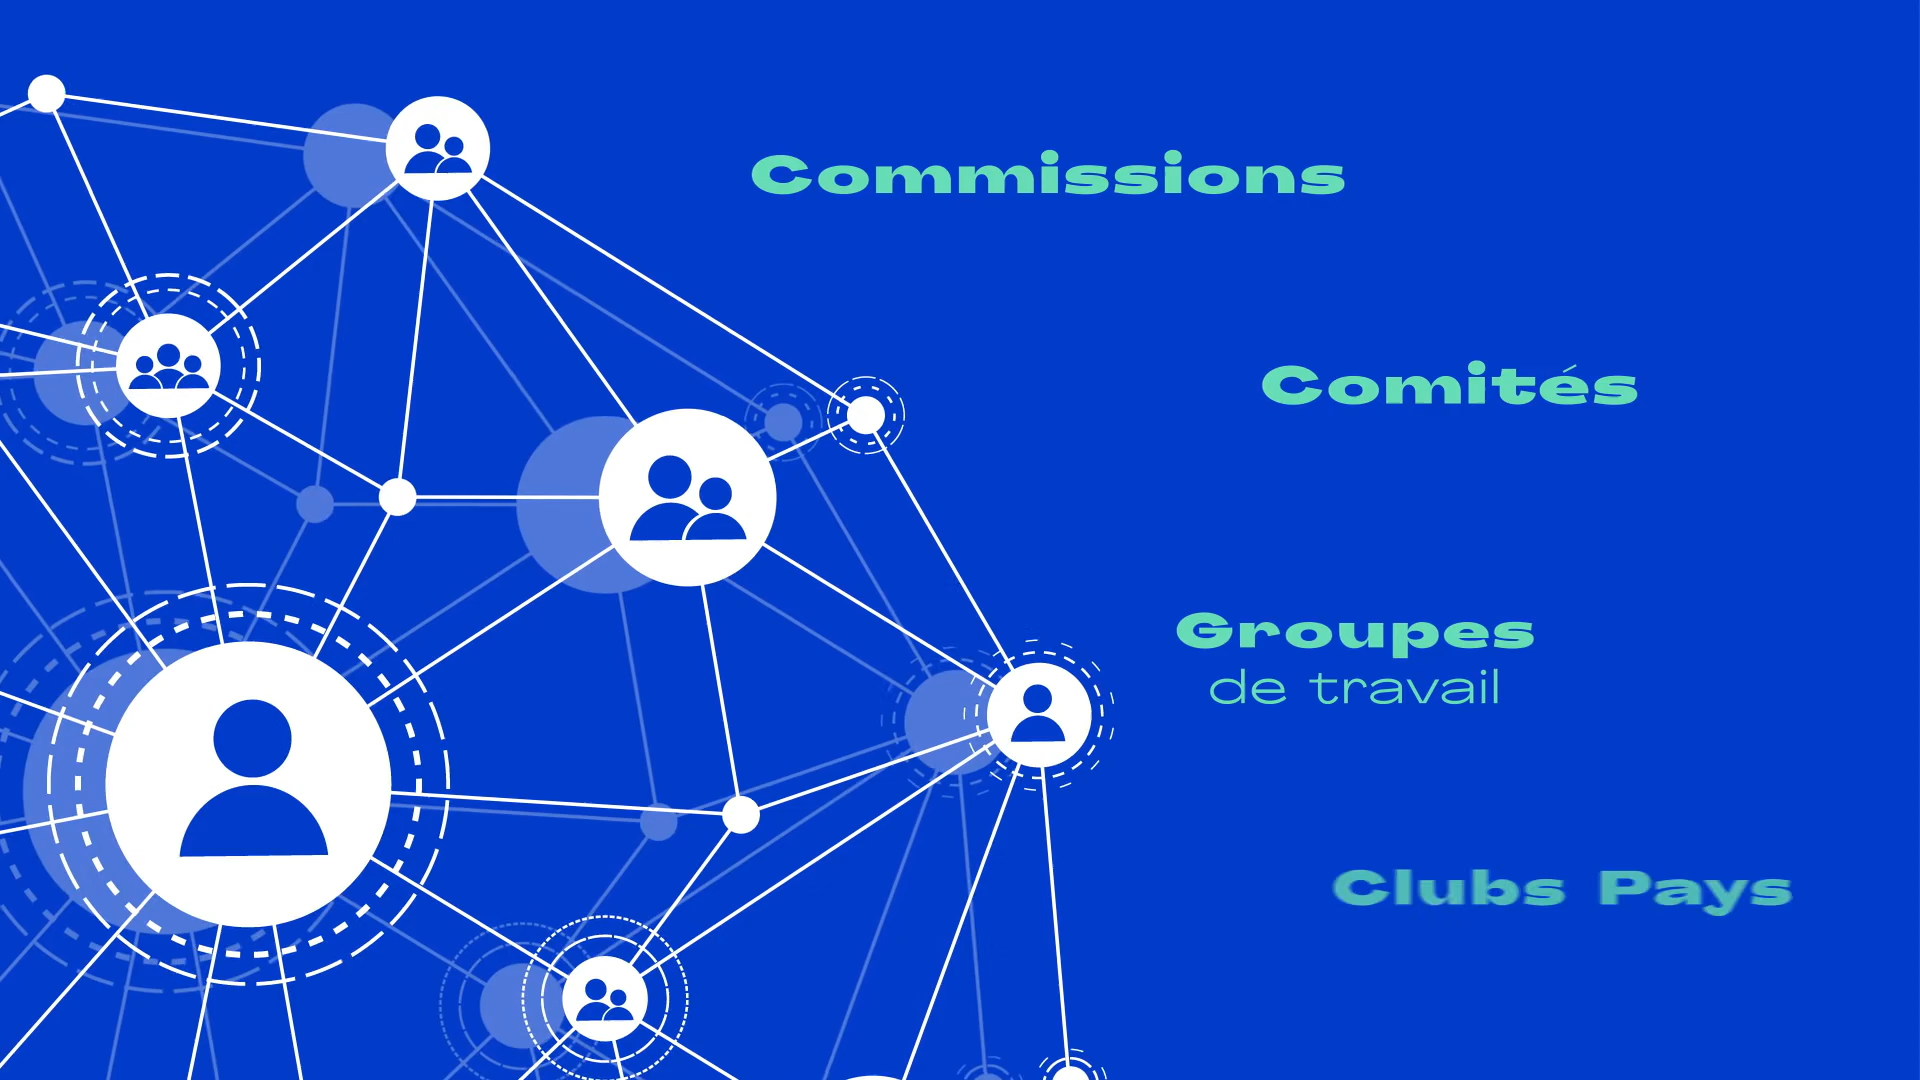 Commissions
Comités
Groupes
de travail
Clubs Pays